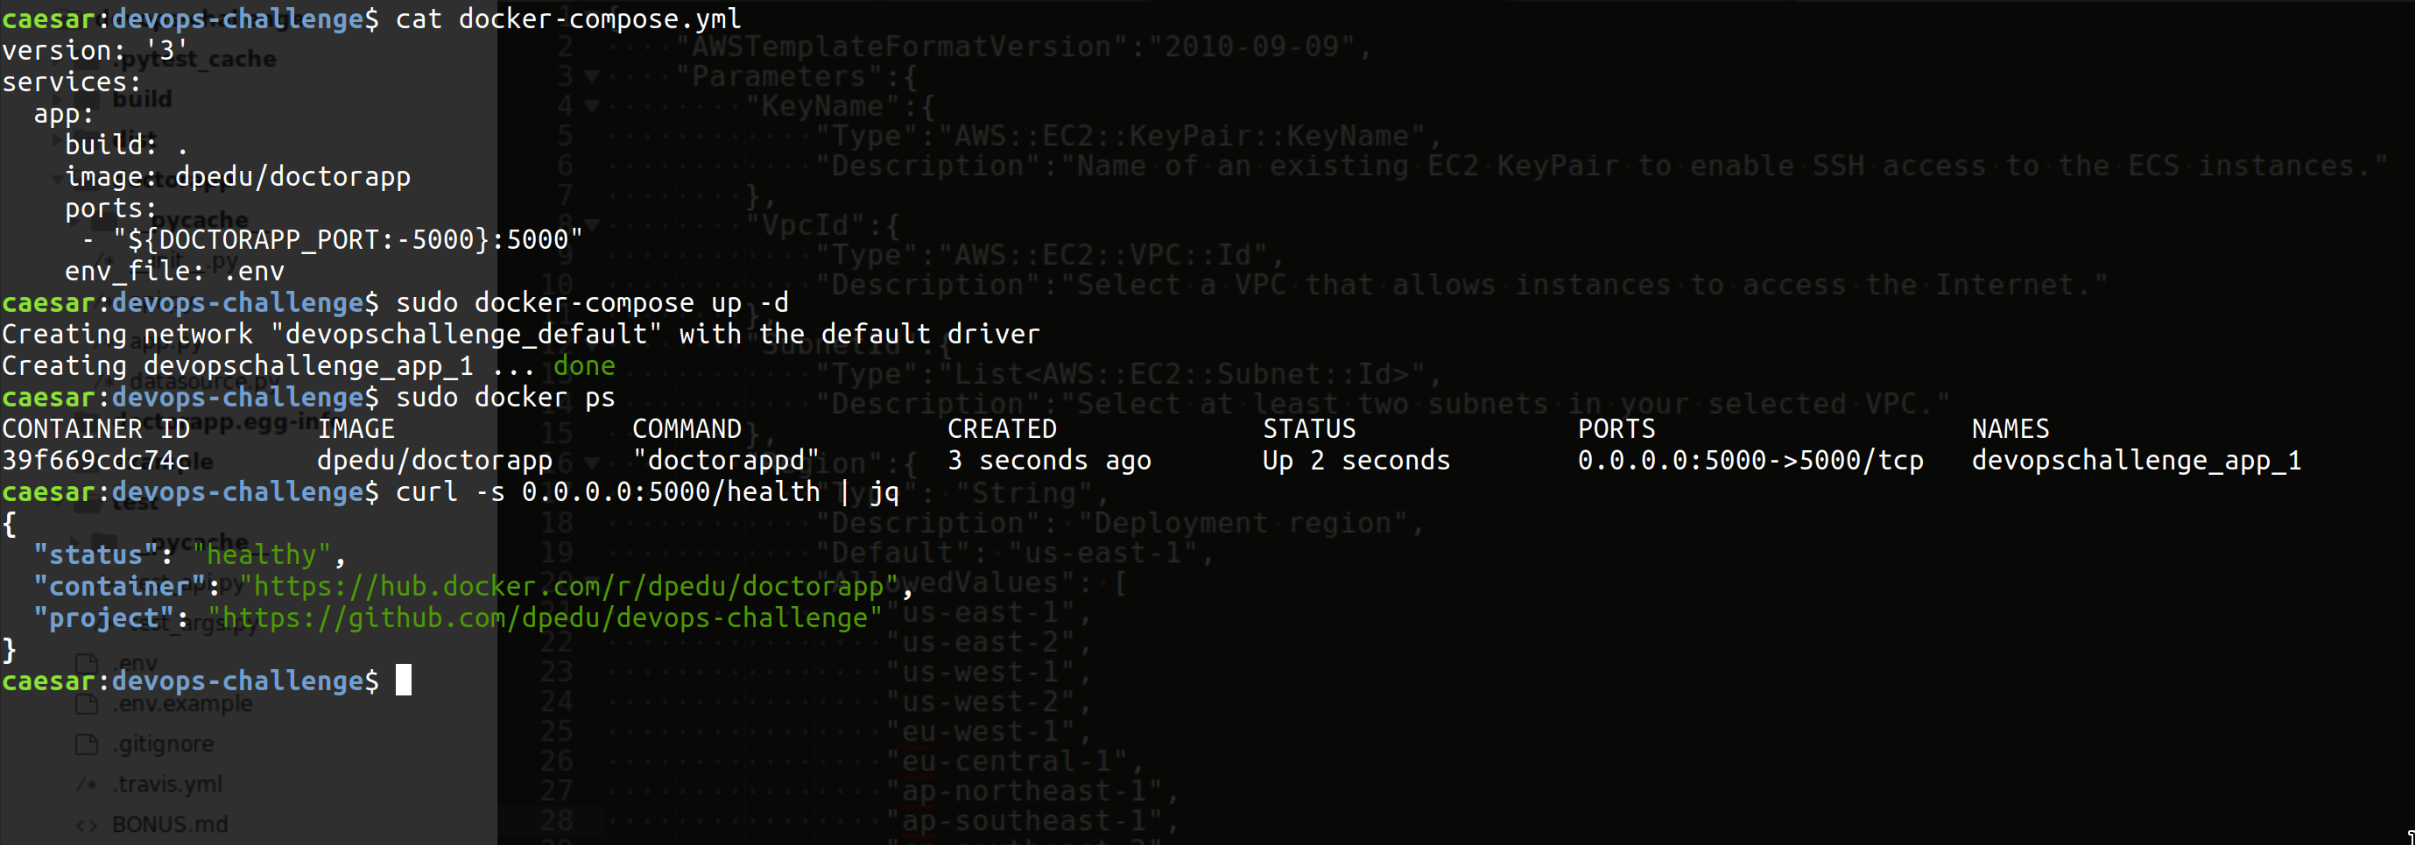 caesar:devops-challenge$ cat docker-compose.yml
version: '3'
services:
  app:
    build: .
    image: dpedu/doctorapp
    ports:
     - "${DOCTORAPP_PORT:-5000}:5000"
    env_file: .env
caesar:devops-challenge$ sudo docker-compose up -d
Creating network "devopschallenge_default" with the default driver
Creating devopschallenge_app_1 ... done
caesar:devops-challenge$ sudo docker ps
CONTAINER ID        IMAGE               COMMAND             CREATED             STATUS              PORTS                    NAMES
39f669cdc74c        dpedu/doctorapp     "doctorappd"        3 seconds ago       Up 2 seconds        0.0.0.0:5000->5000/tcp   devopschallenge_app_1
caesar:devops-challenge$ curl -s 0.0.0.0:5000/health | jq
{
  "status": "healthy",
  "container": "https://hub.docker.com/r/dpedu/doctorapp",
  "project": "https://github.com/dpedu/devops-challenge"
}
caesar:devops-challenge$
.pytest_cache
build
test
.env
.env.example
.gitignore
.travis.yml
BONUS.md
2 "AWSTemplateFormatVersion":"2010-09-09",
3 "Parameters":{
4 "KeyName":{
5 "Type":"AWS::EC2::KeyPair::KeyName",
6 "Description":"Name of an existing EC2 KeyPair to enable SSH access to the ECS instances."
7 },
8 "VpcId":{
9 "Type":"AWS::EC2::VPC::Id",
10 "Description":"Select a VPC that allows instances to access the Internet."
},
"SubnetId":{
"Type":"List<AWS::EC2::Subnet::Id>",
"Description":"Select at least two subnets in your selected VPC."
15 },
"Region":{
"Type": "String",
18 "Description": "Deployment region",
19 "Default": "us-east-1",
"AllowedValues": [
"us-east-1",
22 "us-east-2",
23 "us-west-1",
24 "us-west-2",
25 "eu-west-1",
26 "eu-central-1",
27 "ap-northeast-1",
28 "ap-southeast-1",